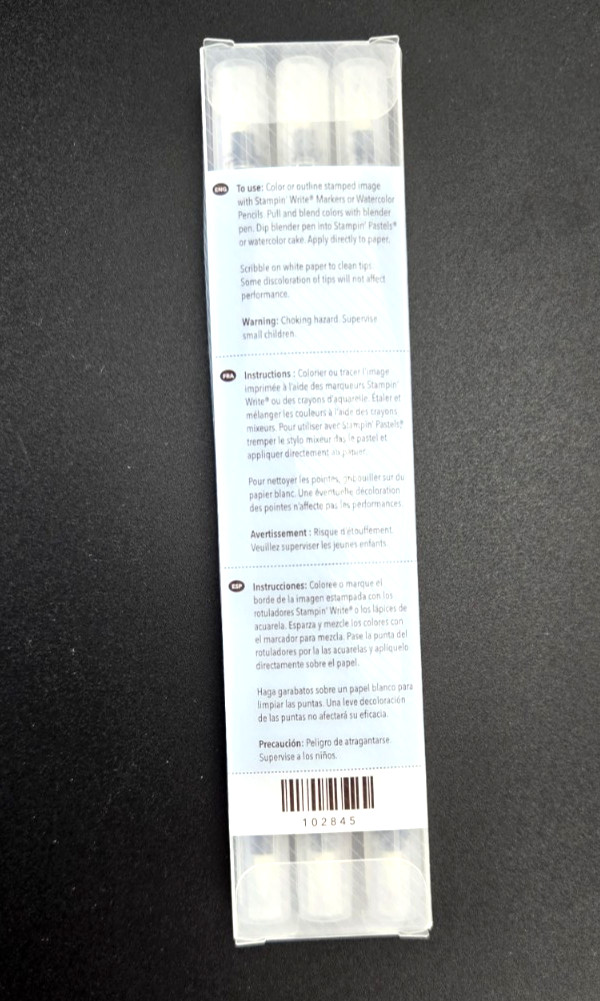 ENG To use: Color or outline stamped image
with Stampin' Write® Markers or Watercolor
Pencils. Pull and blend colors with blender
pen. Dip blender pen into Stampin' Pastels®
or watercolor cake. Apply directly to paper.
Scribble on white paper to clean tips.
Some discoloration of tips will not affect
performance.
Warning: Choking hazard. Supervise
small children.
FRA Instructions : Colorier ou tracer l'image
imprimée à l'aide des marqueurs Stampin'
Write® ou des crayons d'aquarelle. Étaler et
mélanger les couleurs à l'aide des crayons
mixeurs. Pour utiliser avec Stampin' Pastels®
tremper le stylo mixeur le pastel et
appliquer directement au papier.
Pour nettoyer les pointes, sur du
papier blanc. Une éventuelle décoloration
des pointes n'affecte pas les performances.
Avertissement : Risque d'étouffement.
Veuillez superviser les jeunes enfants.
ESP Instrucciones: Coloree o marque el
borde de la imagen estampada con los
rotuladores Stampin' Write® o los lápices de
acuarela. Esparza y mezcle los colores con
el marcador para mezcla. Pase la punta del
rotuladores por la las acuarelas y aplíquelo
directamente sobre el papel.
Haga garabatos sobre un papel blanco para
limpiar las puntas. Una leve decoloración
de las puntas no afectará su eficacia.
Precaución: Peligro de atragantarse.
Supervise a los niños.
102845